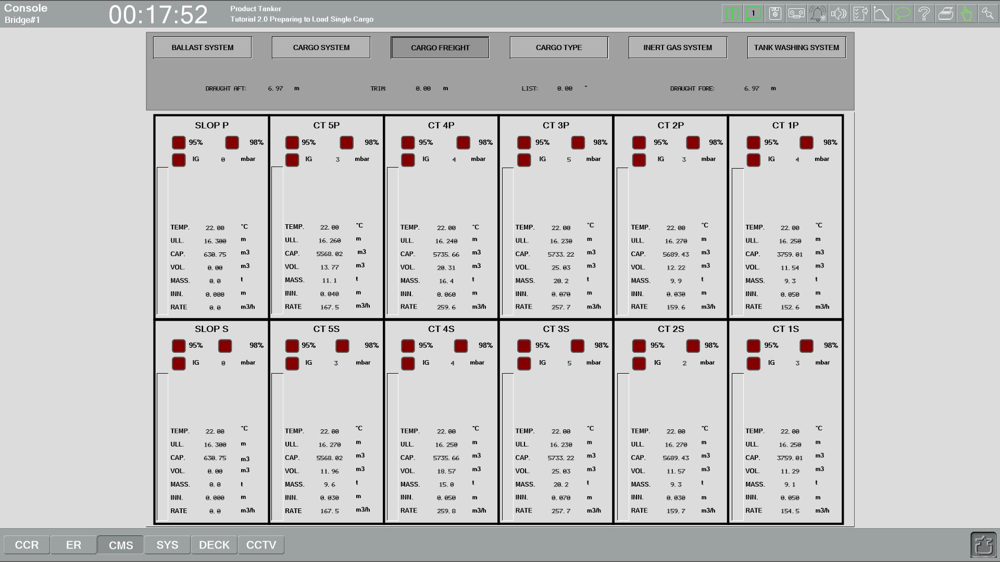 Console
Bridge#1
00:17:52
Product Tanker
Tutorial 2.0 Preparing to Load Single Cargo
1
BALLAST SYSTEM CARGO SYSTEM CARGO FREIGHT CARGO TYPE INERT GAS SYSTEM TANK WASHING SYSTEM
DRAUGHT AFT: 6.97 m TRIM: 0.00 m LIST: 0.00 ° DRAUGHT FORE: 6.97 m
SLOP P CT 5P CT 4P CT 3P CT 2P CT 1P
95% 98% 95% 98% 95% 98% 95% 98% 95% 98% 95% 98%
IG 0 mbar IG 3 mbar IG 4 mbar IG 5 mbar IG 3 mbar IG 4 mbar
TEMP. 22.00 °C TEMP. 22.00 °C TEMP. 22.00 °C TEMP. 22.00 °C TEMP. 22.00 °C TEMP. 22.00 °C
ULL. 16.300 m ULL. 16.260 m ULL. 16.240 m ULL. 16.230 m ULL. 16.270 m ULL. 16.250 m
CAP. 630.75 m3 CAP. 5568.02 m3 CAP. 5735.66 m3 CAP. 5733.22 m3 CAP. 5689.43 m3 CAP. 3759.01 m3
VOL. 0.00 m3 VOL. 13.77 m3 VOL. 20.31 m3 VOL. 25.03 m3 VOL. 12.22 m3 VOL. 11.54 m3
MASS. 0.0 t MASS. 11.1 t MASS. 16.4 t MASS. 20.2 t MASS. 9.9 t MASS. 9.3 t
INN. 0.000 m INN. 0.040 m INN. 0.060 m INN. 0.070 m INN. 0.030 m INN. 0.050 m
RATE 0.0 m3/h RATE 167.5 m3/h RATE 259.6 m3/h RATE 257.7 m3/h RATE 159.6 m3/h RATE 152.6 m3/h
SLOP S CT 5S CT 4S CT 3S CT 2S CT 1S
95% 98% 95% 98% 95% 98% 95% 98% 95% 98% 95% 98%
IG 0 mbar IG 3 mbar IG 4 mbar IG 5 mbar IG 2 mbar IG 3 mbar
TEMP. 22.00 °C TEMP. 22.00 °C TEMP. 22.00 °C TEMP. 22.00 °C TEMP. 22.00 °C TEMP. 22.00 °C
ULL. 16.300 m ULL. 16.270 m ULL. 16.250 m ULL. 16.230 m ULL. 16.270 m ULL. 16.250 m
CAP. 630.75 m3 CAP. 5568.02 m3 CAP. 5735.66 m3 CAP. 5733.22 m3 CAP. 5689.43 m3 CAP. 3759.01 m3
VOL. 0.00 m3 VOL. 11.96 m3 VOL. 18.57 m3 VOL. 25.03 m3 VOL. 11.57 m3 VOL. 11.29 m3
MASS. 0.0 t MASS. 9.6 t MASS. 15.0 t MASS. 20.2 t MASS. 9.3 t MASS. 9.1 t
INN. 0.000 m INN. 0.030 m INN. 0.050 m INN. 0.070 m INN. 0.030 m INN. 0.050 m
RATE 0.0 m3/h RATE 167.5 m3/h RATE 259.8 m3/h RATE 257.7 m3/h RATE 159.7 m3/h RATE 154.5 m3/h
CCR ER CMS SYS DECK CCTV